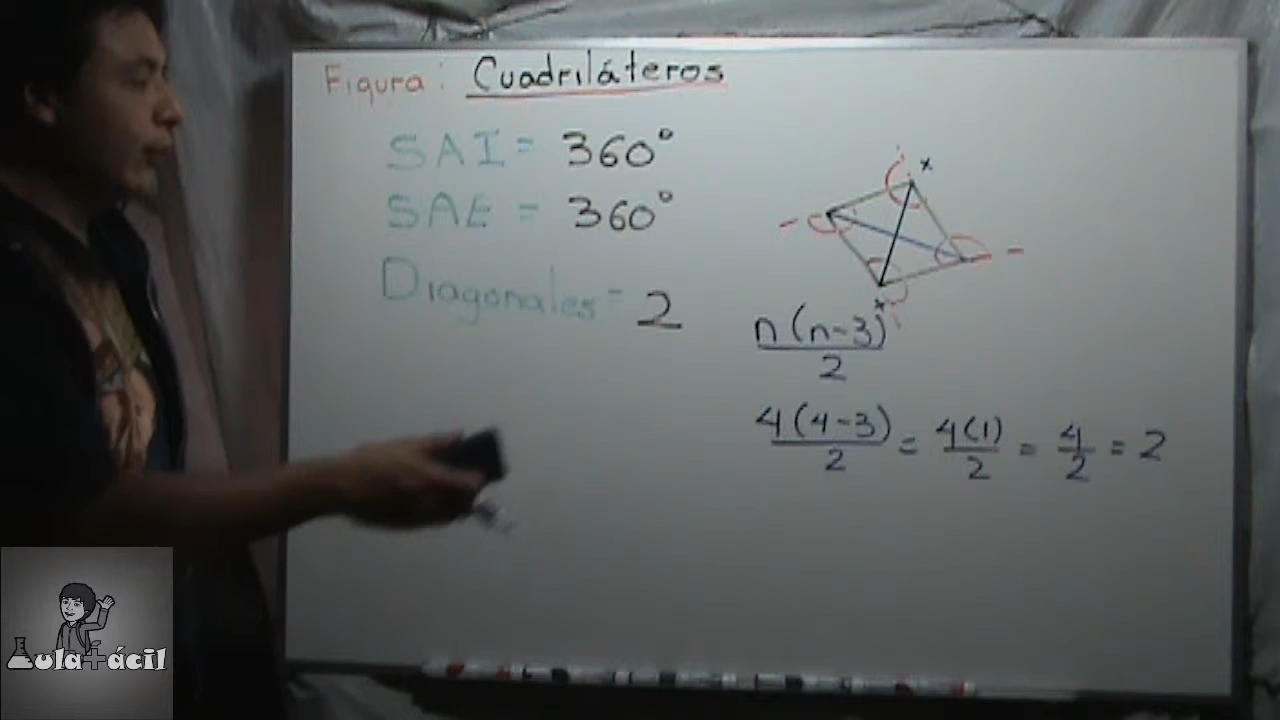 Figura: Cuadriláteros
SAI = 360°
SAE = 360°
Diagonales = 2
x
x
n(n-3)/2
4(4-3)/2 = 4(1)/2 = 4/2 = 2
Aula+ácil